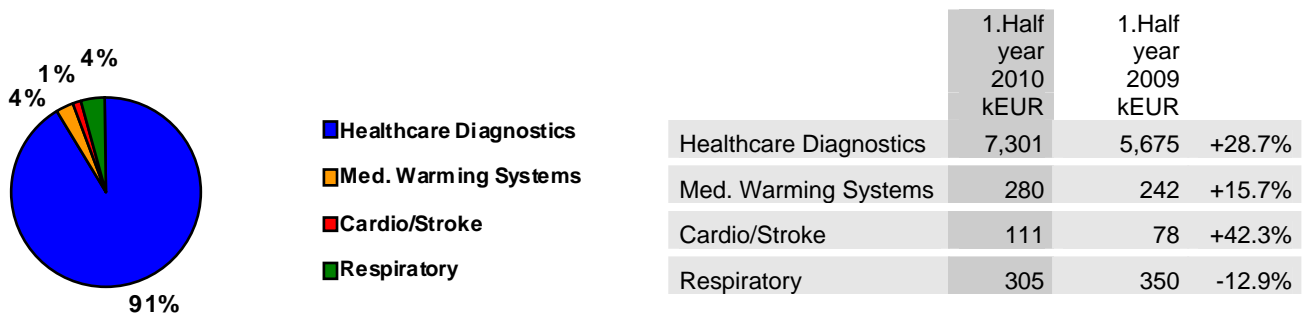 4%
1%
4%
91%
Healthcare Diagnostics
Med. Warming Systems
Cardio/Stroke
Respiratory
1.Half 1.Half
year year
2010 2009
kEUR kEUR
Healthcare Diagnostics 7,301 5,675 +28.7%
Med. Warming Systems 280 242 +15.7%
Cardio/Stroke 111 78 +42.3%
Respiratory 305 350 -12.9%